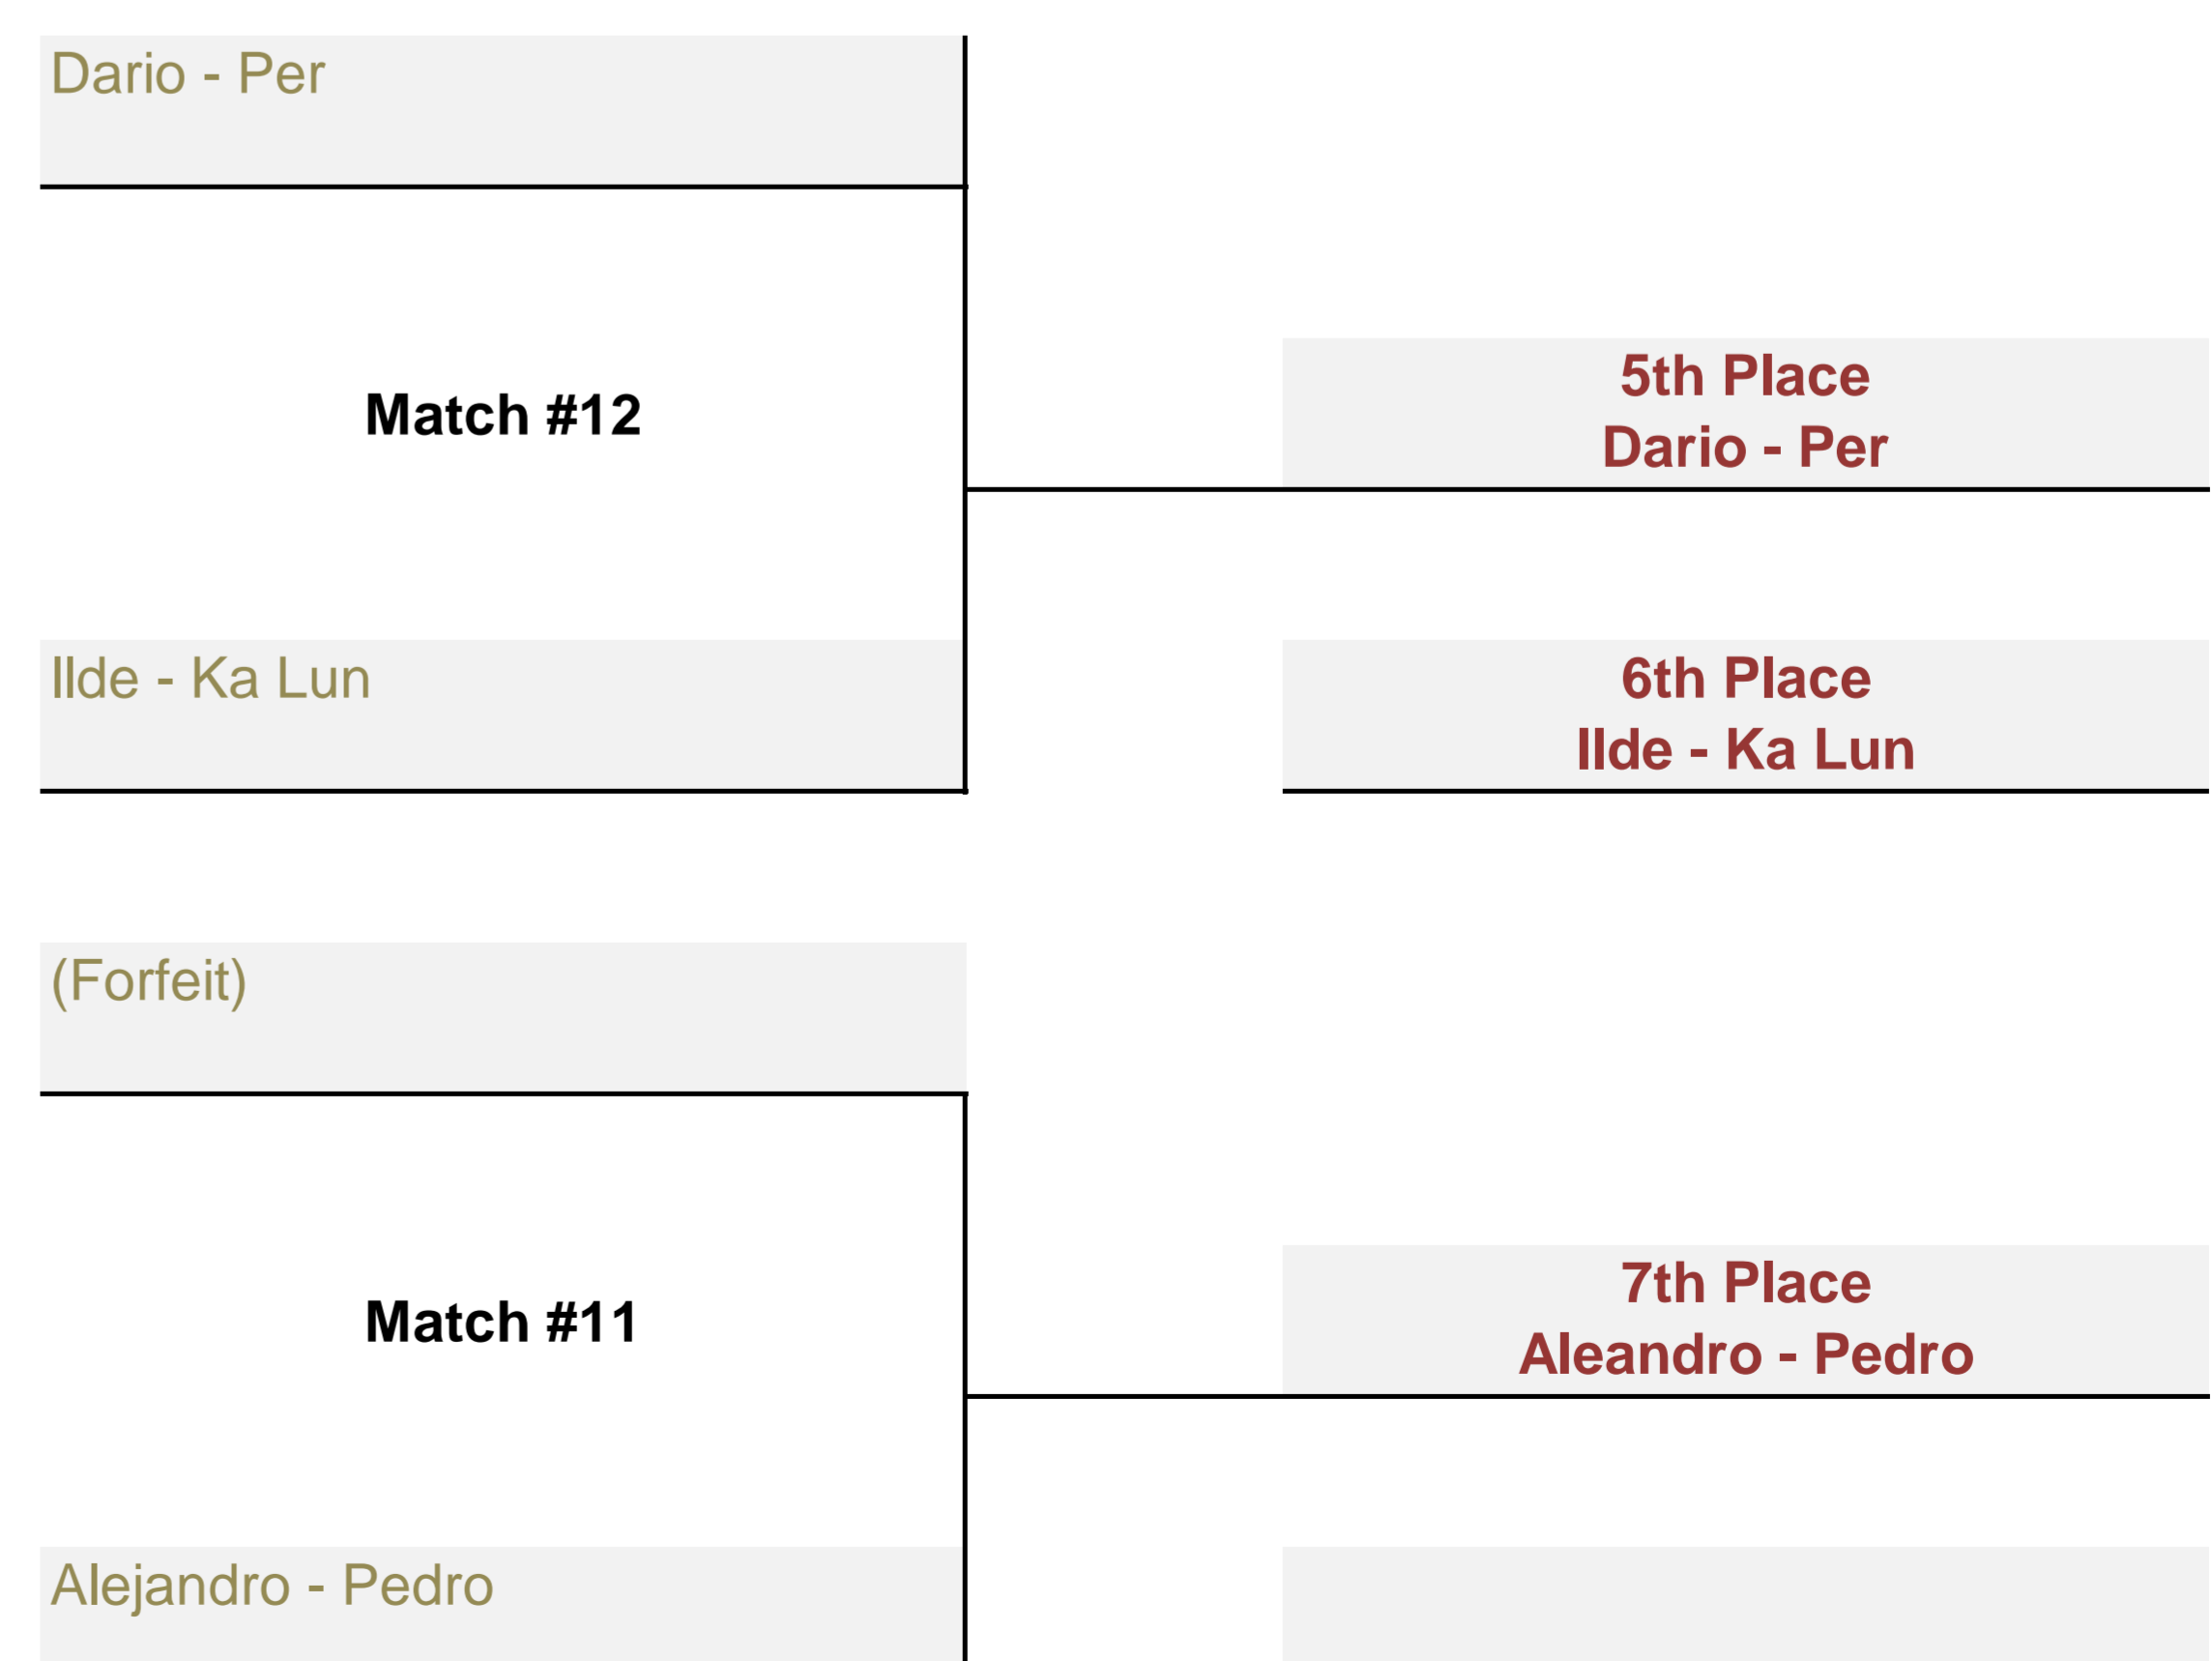 Dario - Per
Match #12
5th Place
Dario - Per
Ilde - Ka Lun
6th Place
Ilde - Ka Lun
(Forfeit)
Match #11
7th Place
Aleandro - Pedro
Alejandro - Pedro